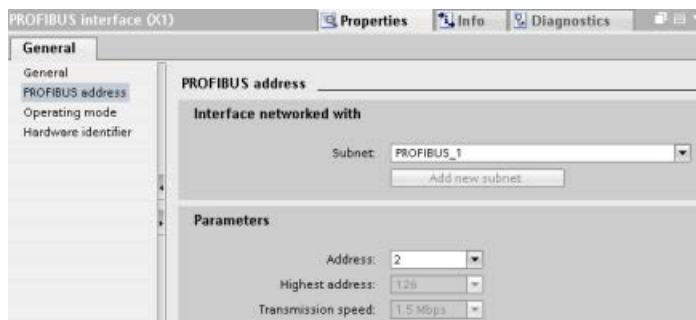 PROFIBUS interface (X1)
Properties
Info
Diagnostics
General
General
PROFIBUS address
Operating mode
Hardware identifier
PROFIBUS address
Interface networked with
Subnet: PROFIBUS_1
Add new subnet
Parameters
Address: 2
Highest address: 126
Transmission speed: 1.5 Mbps